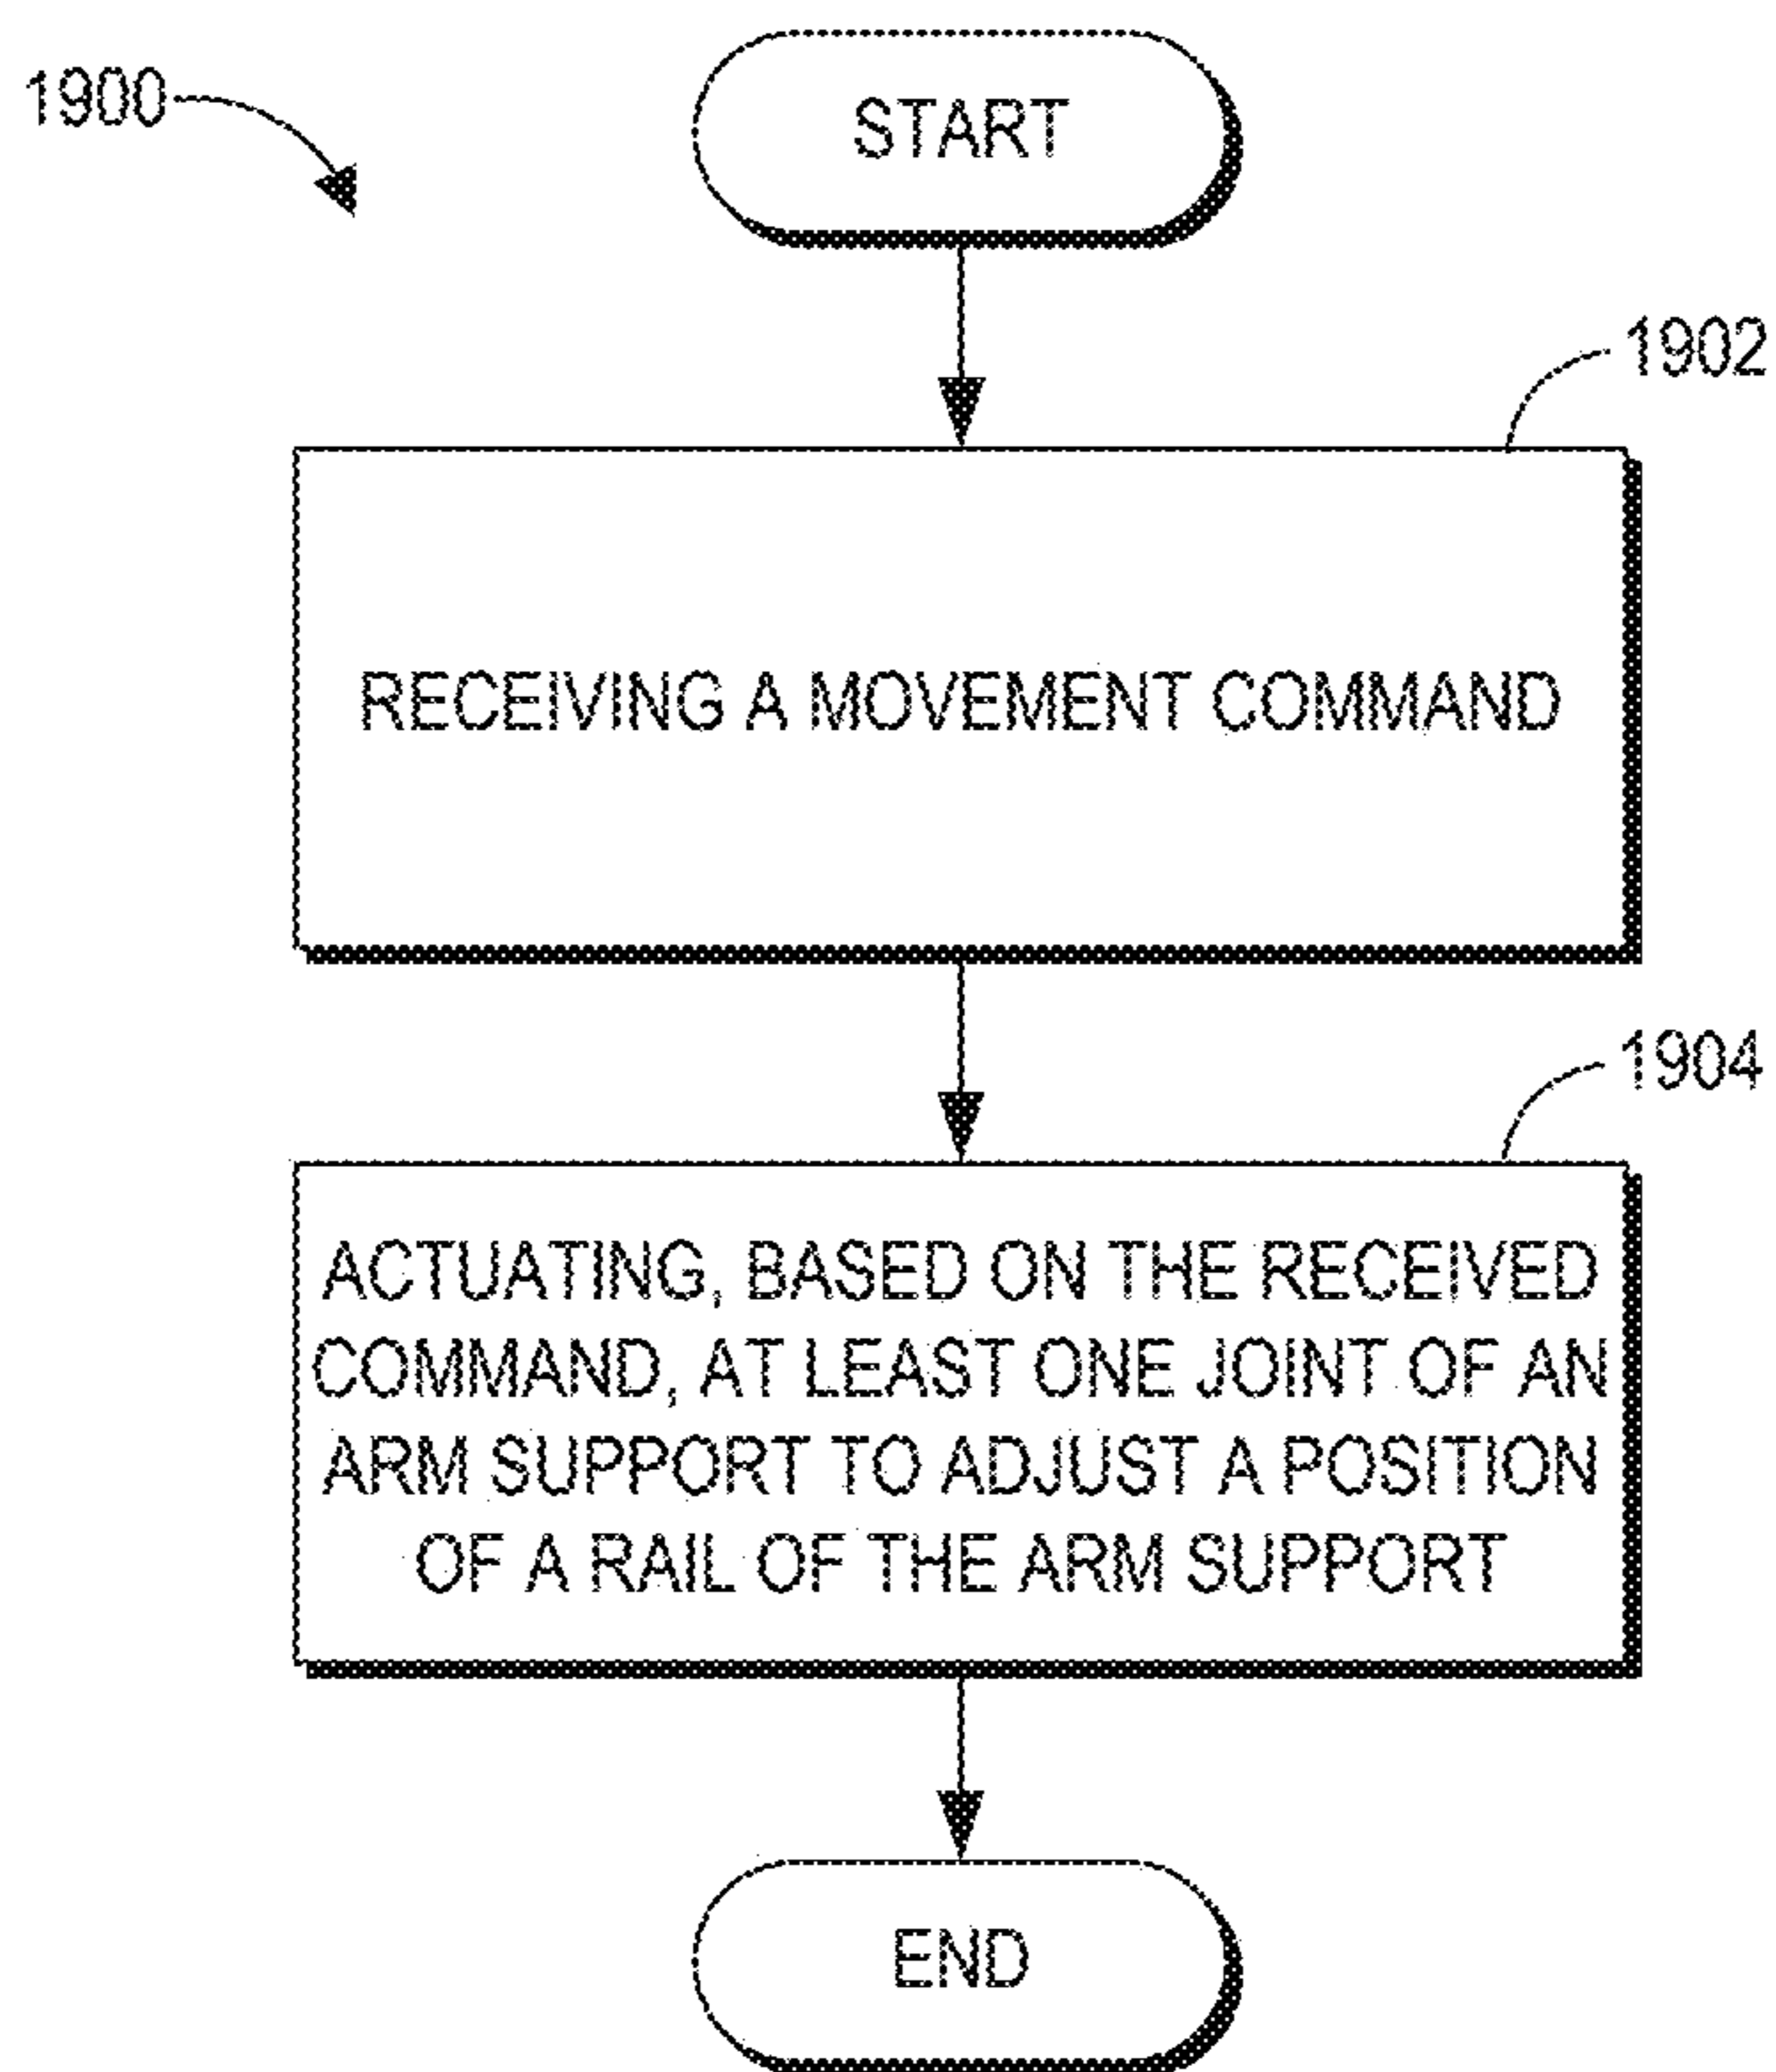 1900
START
1902
RECEIVING A MOVEMENT COMMAND
1904
ACTUATING, BASED ON THE RECEIVED
COMMAND, AT LEAST ONE JOINT OF AN
ARM SUPPORT TO ADJUST A POSITION
OF A RAIL OF THE ARM SUPPORT
END